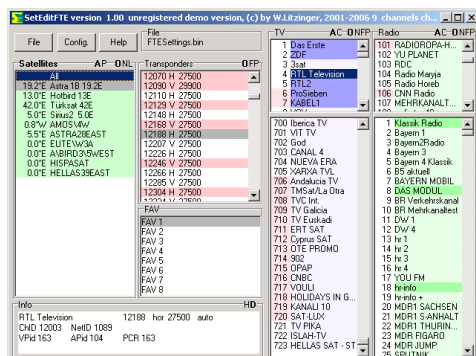 SetEditFTE version 1.00 unregistered demo version, (c) by W.Litzinger, 2001-2006 9 channels ch...
File
Config.
Help
File
FTESettings.bin
Satellites AP ONL
All
19.2°E Astra 1B 19.2E
13.0°E Hotbird 13E
42.0°E Türksat 42E
5.0°E Sirius2 5.0E
0.8°W AMOS\4W
5.5°E ASTRA28EAST
0.0°E EUTE\W3A
0.0°E A\BIRD3\5WEST
0.0°E HISPASAT
0.0°E HELLAS39EAST
Transponders OFP
12070 H 27500
12090 V 29900
12110 H 27500
12129 V 27500
12148 H 27500
12168 V 27500
12188 H 27500
12207 V 27500
12226 H 27500
12246 V 27500
12266 H 27500
12285 V 27500
12304 H 27500
12324 V 27500
FAV
FAV 1
FAV 2
FAV 3
FAV 4
FAV 5
FAV 6
FAV 7
FAV 8
Info HD
RTL Television 12188 hor 27500 auto
ChID 12003 NetID 1089
VPid 163 APid 104 PCR 163
TV AC ONFP
1 Das Erste
2 ZDF
3 3sat
4 RTL Television
5 RTL2
6 ProSieben
7 KABEL1
700 Iberica TV
701 VIT TV
702 God
703 CANAL 4
704 NUEVA ERA
705 XARXA TVL
706 Andalucia TV
707 TMSat/La Otra
708 TVC Int.
709 TV Galicia
710 TV Euskadi
711 ERT SAT
712 Cyprus SAT
713 OTE PROMO
714 902
715 OPAP
716 CNBC
717 VOULI
718 HOLIDAYS IN G...
719 KANALI 10
720 SAT-LUX
721 TV PIKA
722 ISLAH-TV
723 HELLAS SAT - ST
Radio AC ONFP
101 RADIOROPA-H...
102 YU PLANET
103 RDC
104 Radio Maryja
105 Radio Horeb
106 CNN Radio
107 MEHRKANALT...
1 Klassik Radio
2 Bayern 1
3 Bayern2Radio
4 Bayern 3
5 Bayern 4 Klassik
6 B5 aktuell
7 BAYERN MOBIL
8 DAS MODUL
9 BR Verkehrskanal
10 BR Mehrkanaltest
11 DW 1
12 DW 4
13 hr 1
14 hr 2
15 hr 3
16 hr 4
17 YOU FM
18 hr-info
19 hr-info +
20 MDR1 SACHSEN
21 MDR1 S-ANHALT
22 MDR1 THURIN...
23 MDR FIGARO
24 MDR JUMP
25 SPUTNIK